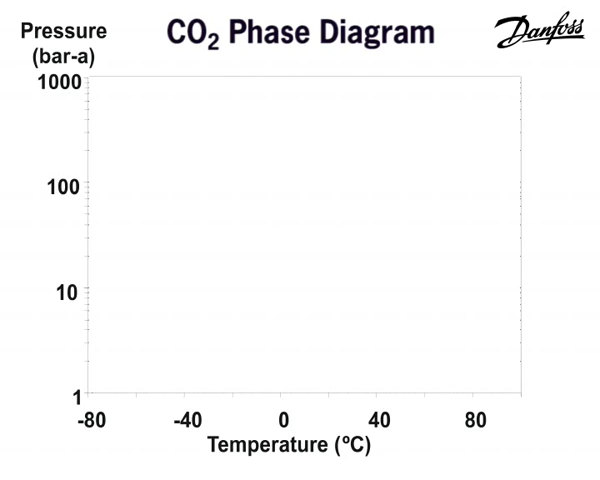 Pressure
(bar-a)
CO₂ Phase Diagram
Danfoss
1000
100
10
1
-80 -40 0 40 80
Temperature (ºC)